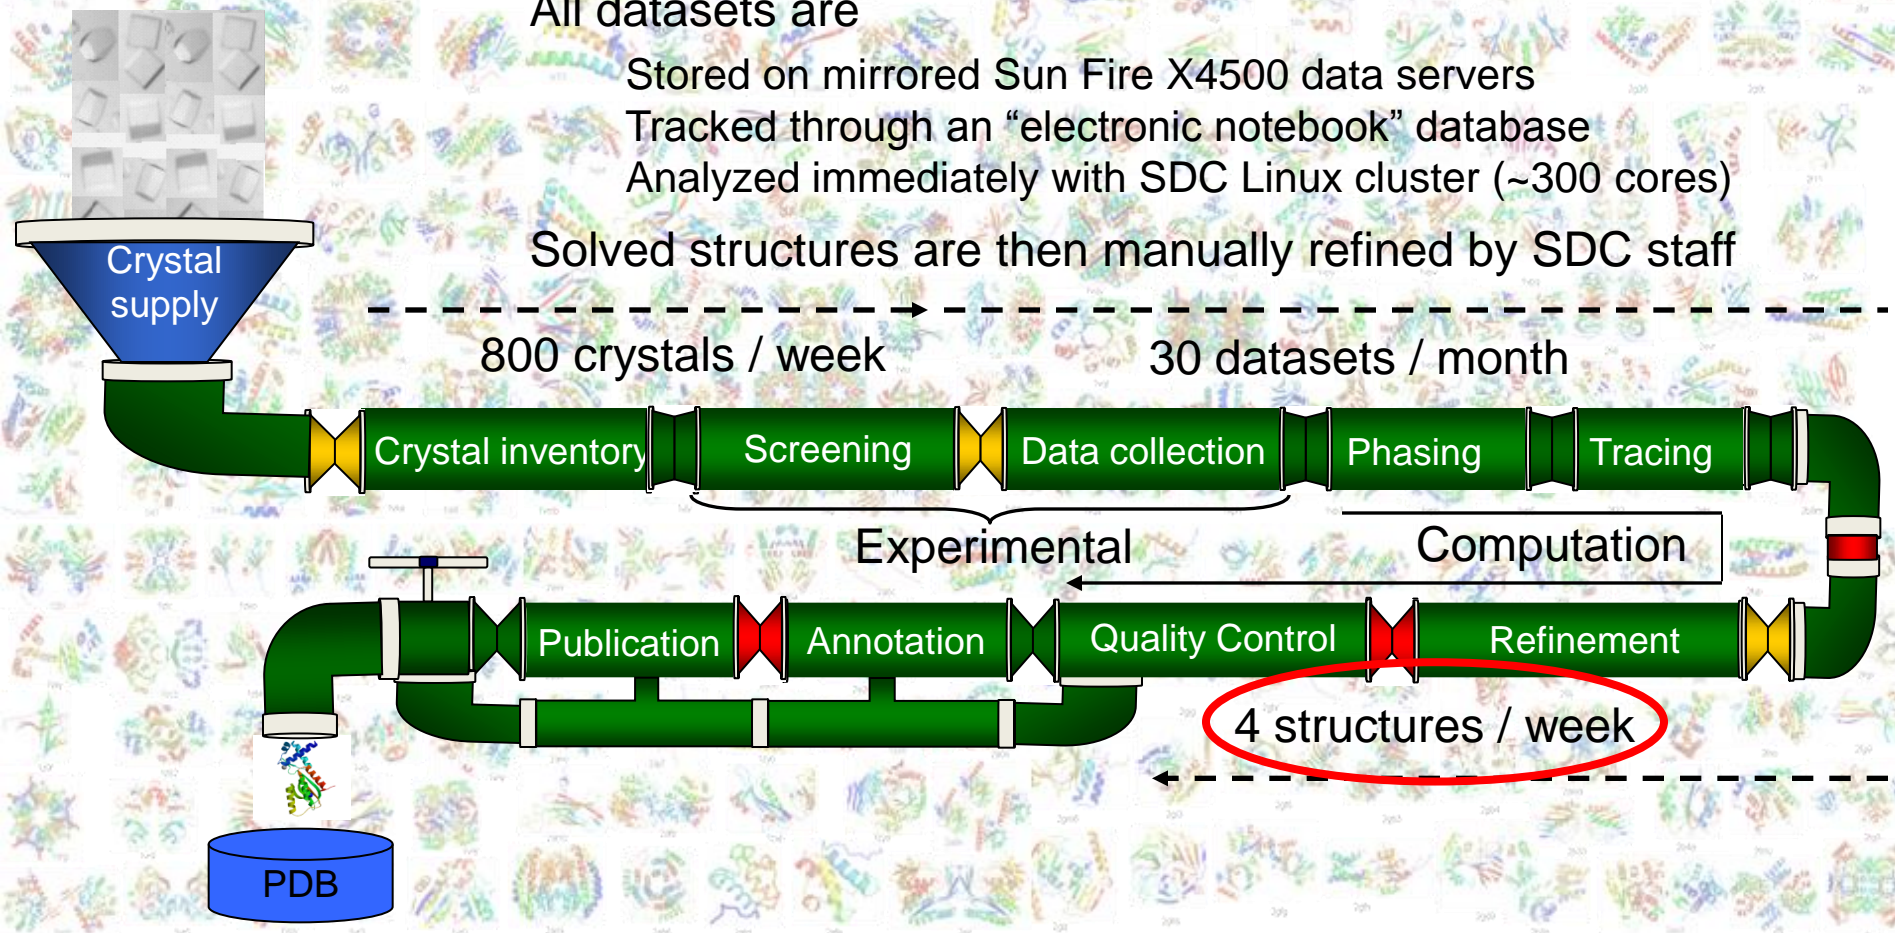 All datasets are
Stored on mirrored Sun Fire X4500 data servers
Tracked through an “electronic notebook” database
Analyzed immediately with SDC Linux cluster (~300 cores)
Solved structures are then manually refined by SDC staff
Crystal
supply
800 crystals / week
30 datasets / month
Crystal inventory
Screening
Data collection
Phasing
Tracing
Experimental
Computation
Publication
Annotation
Quality Control
Refinement
4 structures / week
PDB